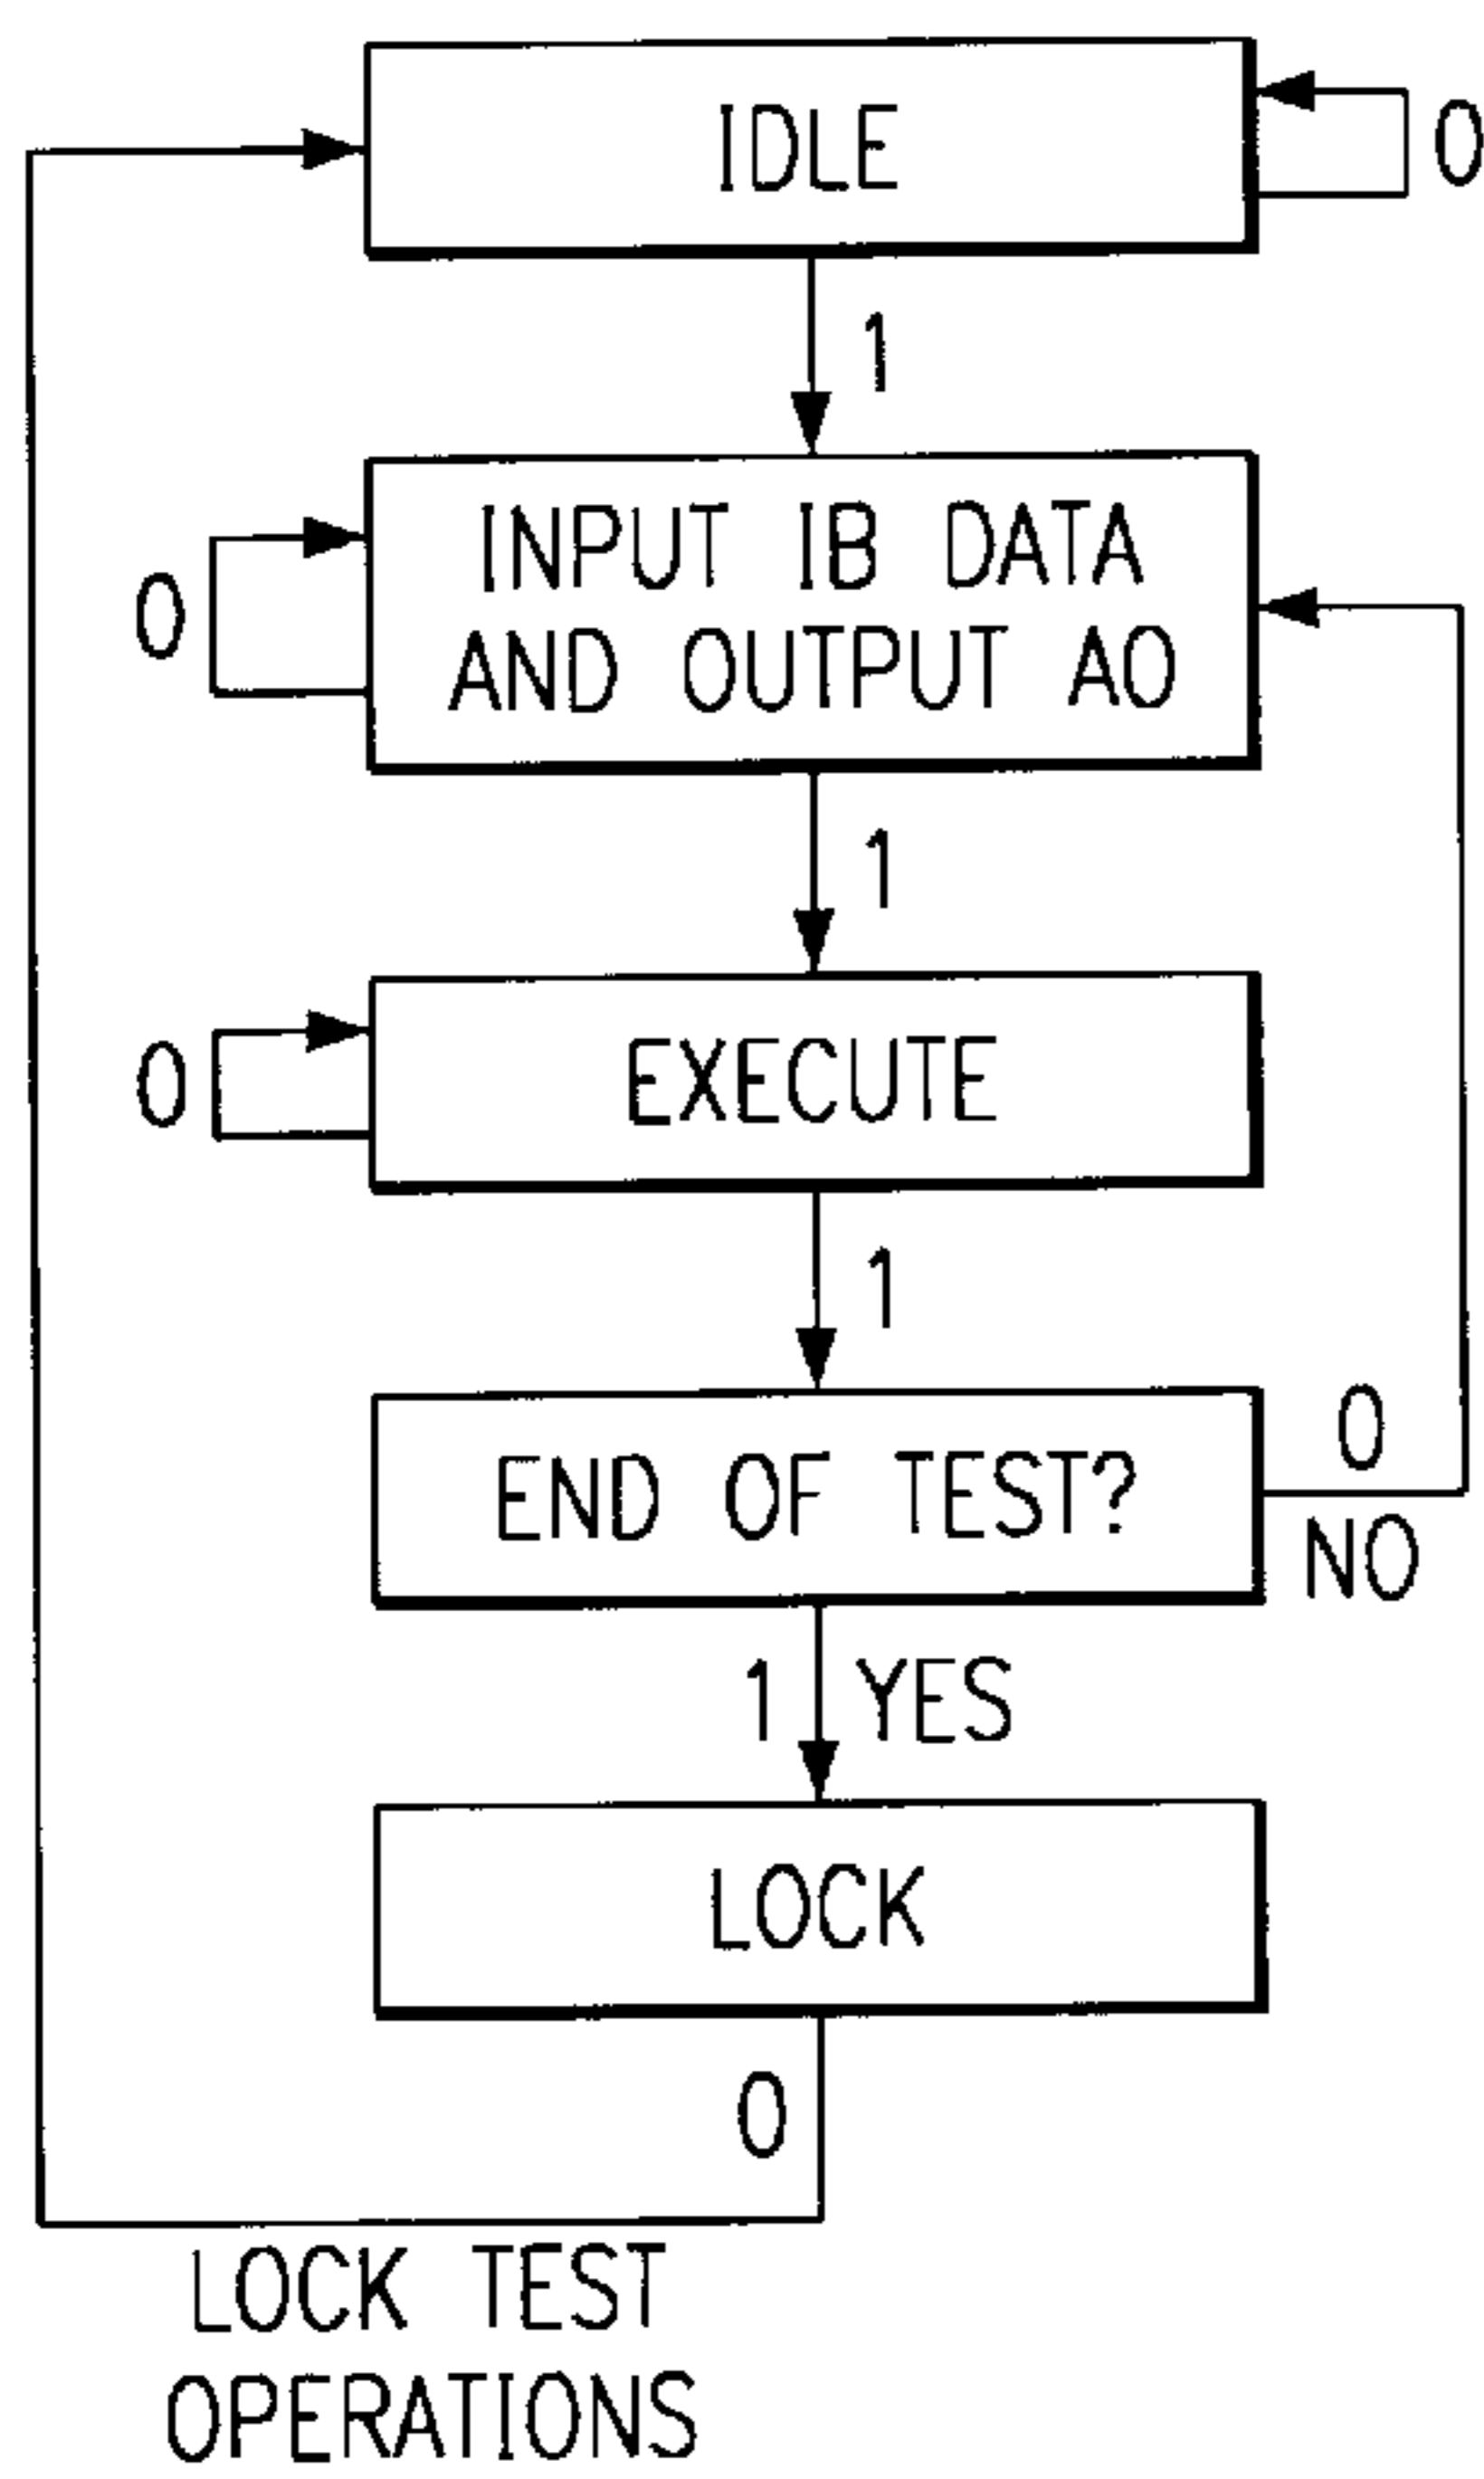 IDLE
0
1
INPUT IB DATA
AND OUTPUT AO
0
1
EXECUTE
0
1
END OF TEST?
0
NO
1 YES
LOCK
0
LOCK TEST
OPERATIONS